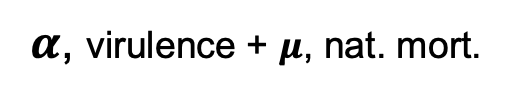 α, virulence + μ, nat. mort.